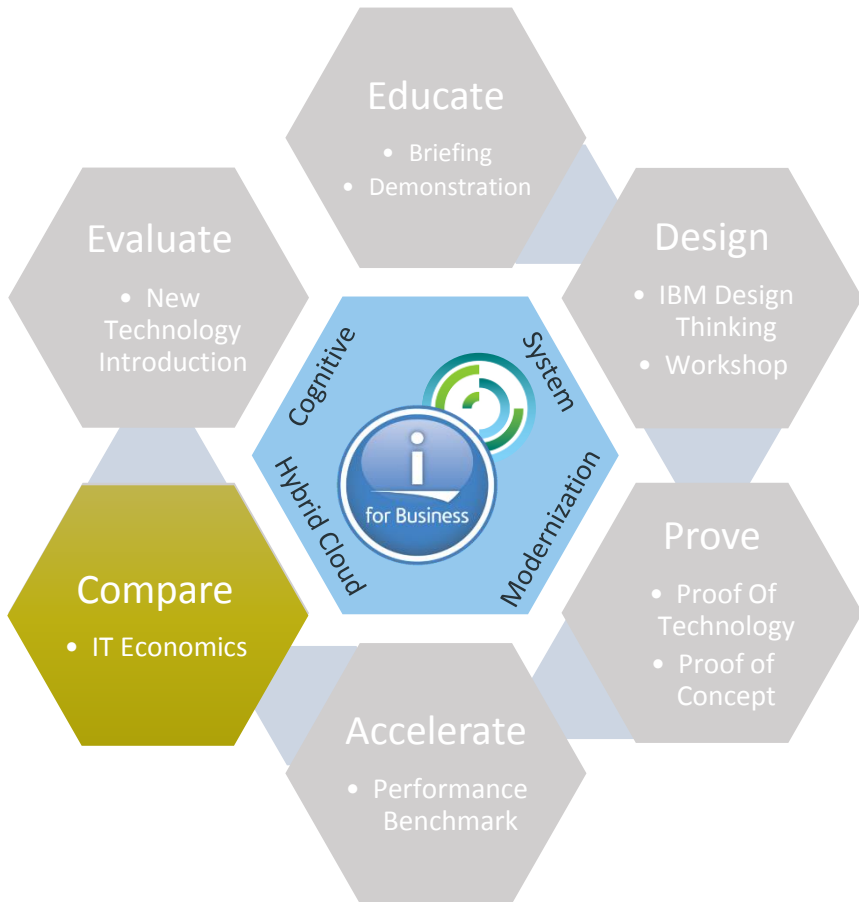 Educate
• Briefing
• Demonstration
Design
• IBM Design
Thinking
• Workshop
Prove
• Proof Of
Technology
• Proof of
Concept
Accelerate
• Performance
Benchmark
Compare
• IT Economics
Evaluate
• New
Technology
Introduction
Cognitive
System
Hybrid Cloud
Modernization
i
for Business